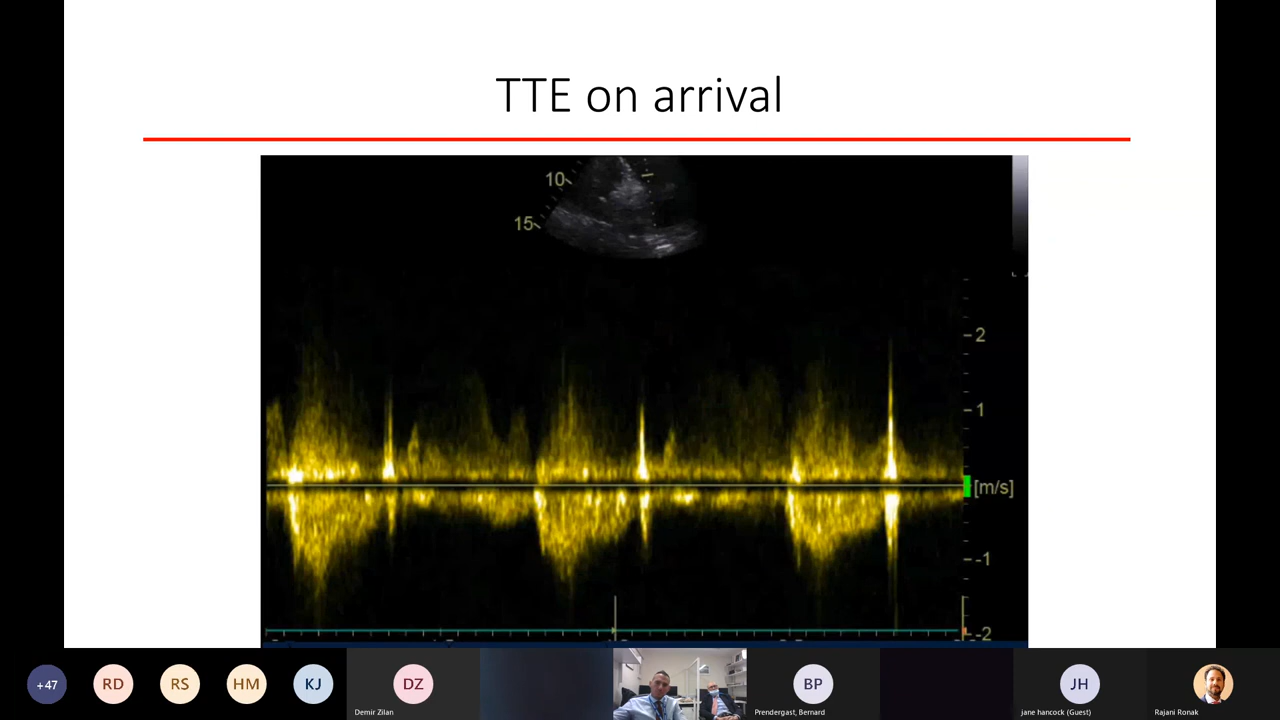 TTE on arrival
10
15
2
1
[m/s]
-1
-2
+47
RD
RS
HM
KJ
DZ
BP
JH
Demir Zilan
Prendergast, Bernard
jane hancock (Guest)
Rajani Ronak